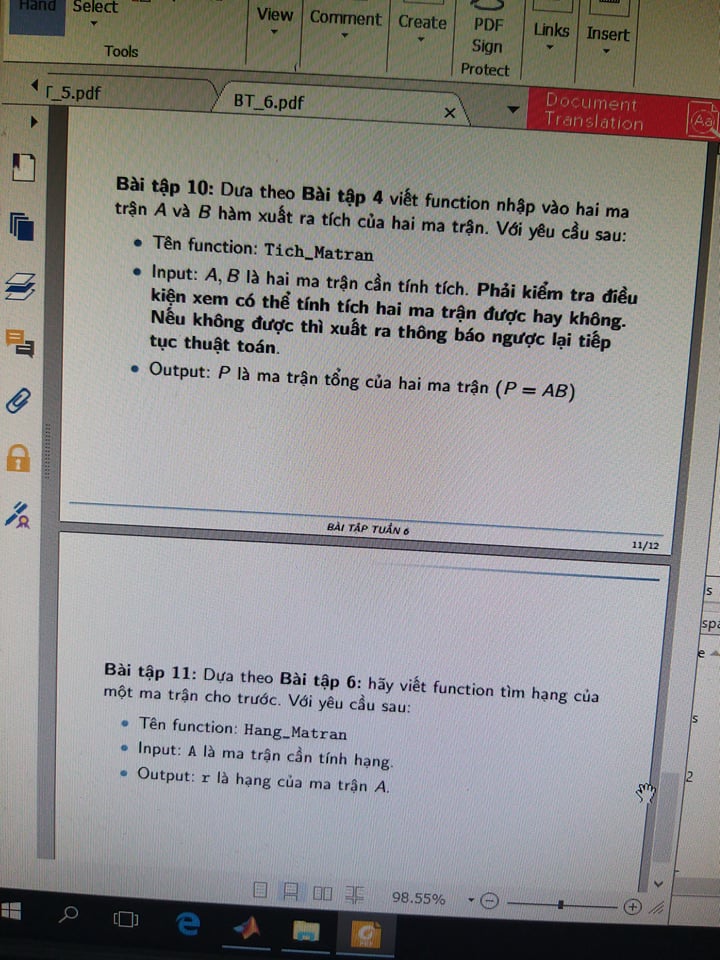 Hand
Select
View
Comment
Create
PDF
Sign
Links
Insert
Tools
Protect
T_5.pdf
BT_6.pdf
Document
Translation
Aa
Bài tập 10: Dưa theo Bài tập 4 viết function nhập vào hai ma
trận A và B hàm xuất ra tích của hai ma trận. Với yêu cầu sau:
• Tên function: Tich_Matran
• Input: A, B là hai ma trận cần tính tích. Phải kiểm tra điều
kiện xem có thể tính tích hai ma trận được hay không.
Nếu không được thì xuất ra thông báo ngược lại tiếp
tục thuật toán.
• Output: P là ma trận tổng của hai ma trận (P = AB)
BÀI TẬP TUẦN 6
11/12
Bài tập 11: Dựa theo Bài tập 6: hãy viết function tìm hạng của
một ma trận cho trước. Với yêu cầu sau:
• Tên function: Hang_Matran
• Input: A là ma trận cần tính hạng.
• Output: r là hạng của ma trận A.
s
spa
e
s
2
98.55%